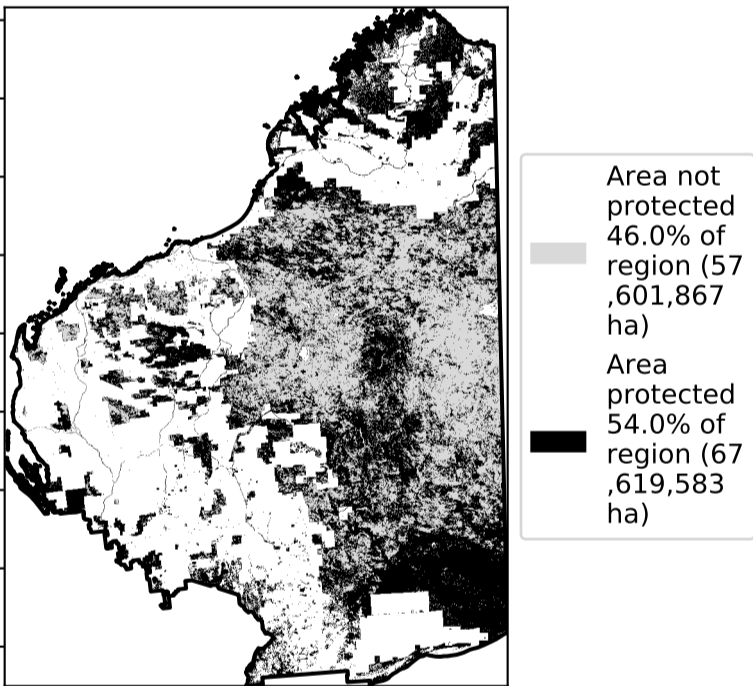 Area not
protected
46.0% of
region (57
,601,867
ha)
Area
protected
54.0% of
region (67
,619,583
ha)